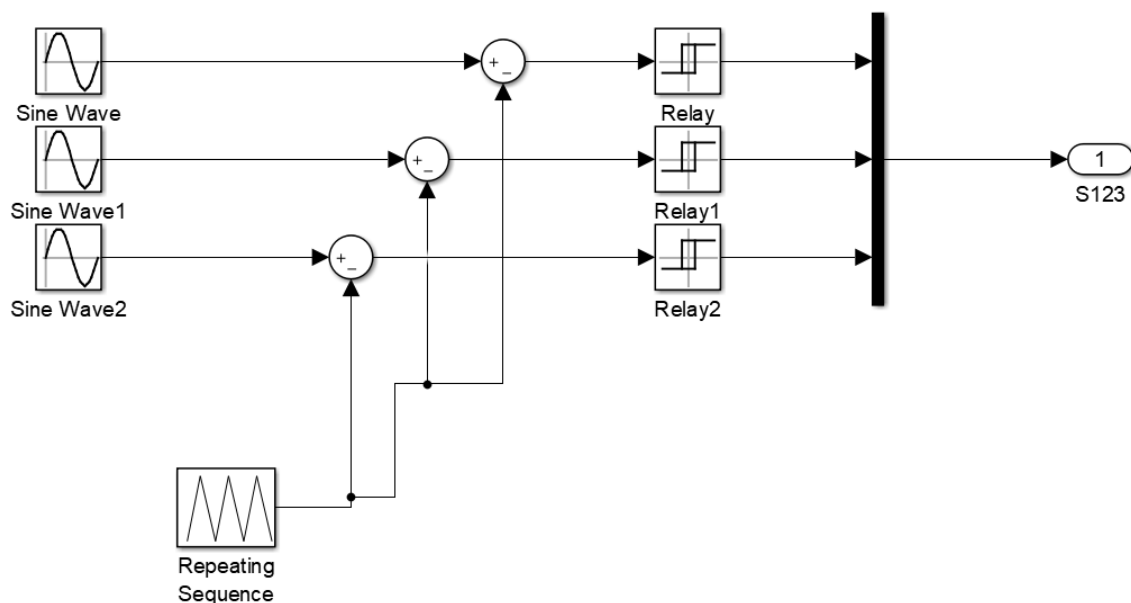 Sine Wave
Relay
Sine Wave1
Relay1
1
S123
Sine Wave2
Relay2
Repeating
Sequence
+
−
+
−
+
−